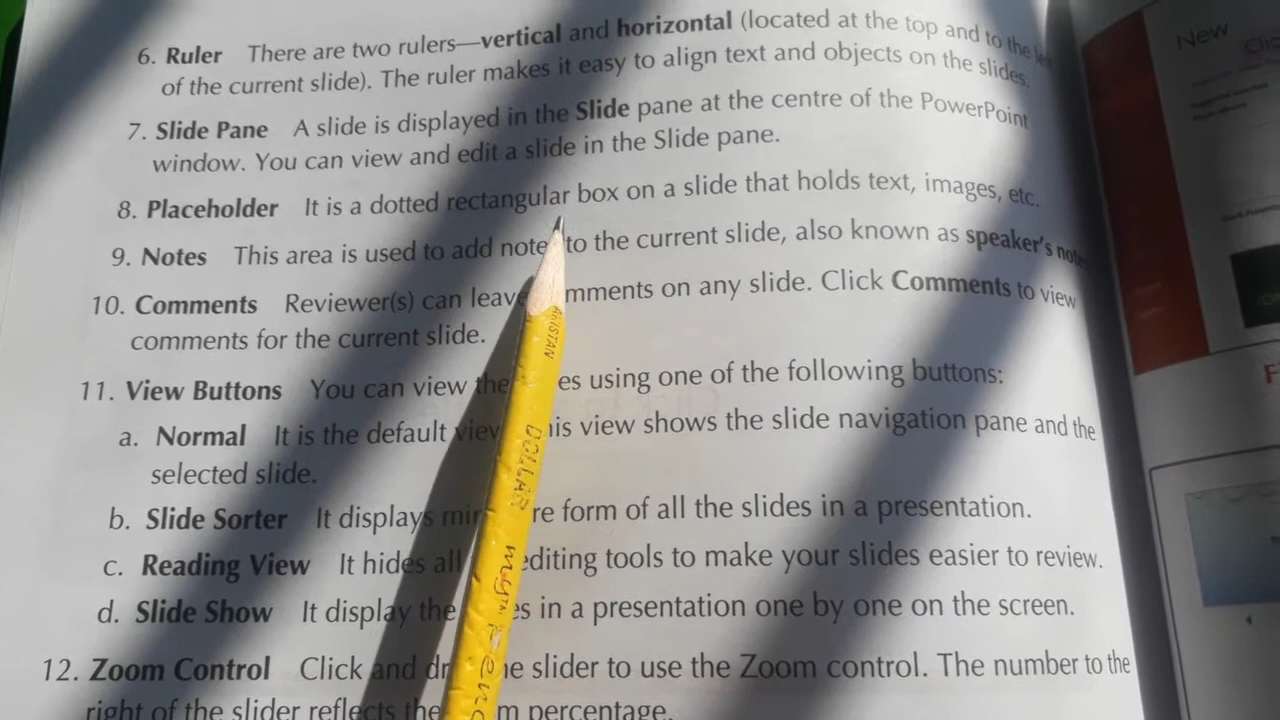 6. Ruler There are two rulers—vertical and horizontal (located at the top and to the
of the current slide). The ruler makes it easy to align text and objects on the slides.
7. Slide Pane A slide is displayed in the Slide pane at the centre of the PowerPoint
window. You can view and edit a slide in the Slide pane.
8. Placeholder It is a dotted rectangular box on a slide that holds text, images, etc.
9. Notes This area is used to add note to the current slide, also known as speaker's
10. Comments Reviewer(s) can leave mments on any slide. Click Comments to view
comments for the current slide.
11. View Buttons You can view the es using one of the following buttons:
a. Normal It is the default view his view shows the slide navigation pane and the
selected slide.
b. Slide Sorter It displays re form of all the slides in a presentation.
c. Reading View It hides all editing tools to make your slides easier to review.
d. Slide Show It display the es in a presentation one by one on the screen.
12. Zoom Control Click and dr he slider to use the Zoom control. The number to the
right of the slider reflects the m percentage.
DOLLAR my
New